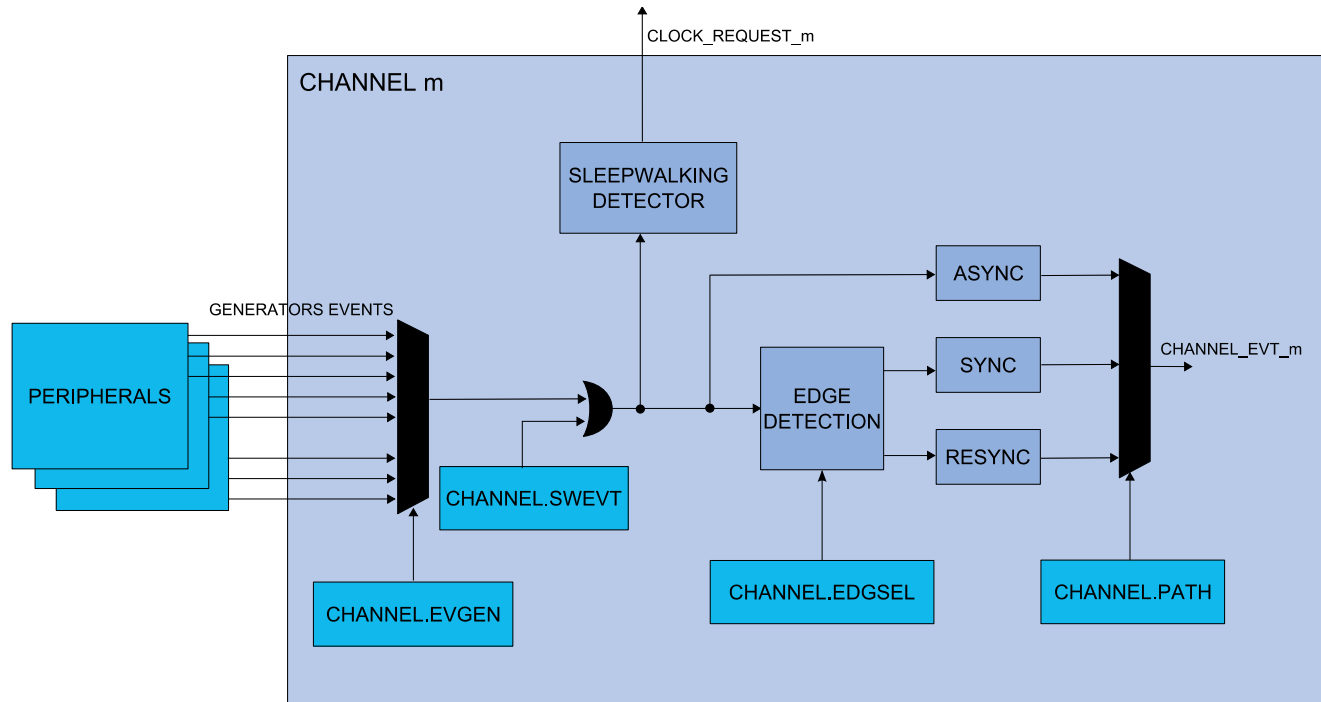 CLOCK_REQUEST_m
CHANNEL m
SLEEPWALKING
DETECTOR
ASYNC
GENERATORS EVENTS
PERIPHERALS
CHANNEL_EVT_m
SYNC
EDGE
DETECTION
RESYNC
CHANNEL.SWEVT
CHANNEL.EVGEN
CHANNEL.EDGSEL
CHANNEL.PATH